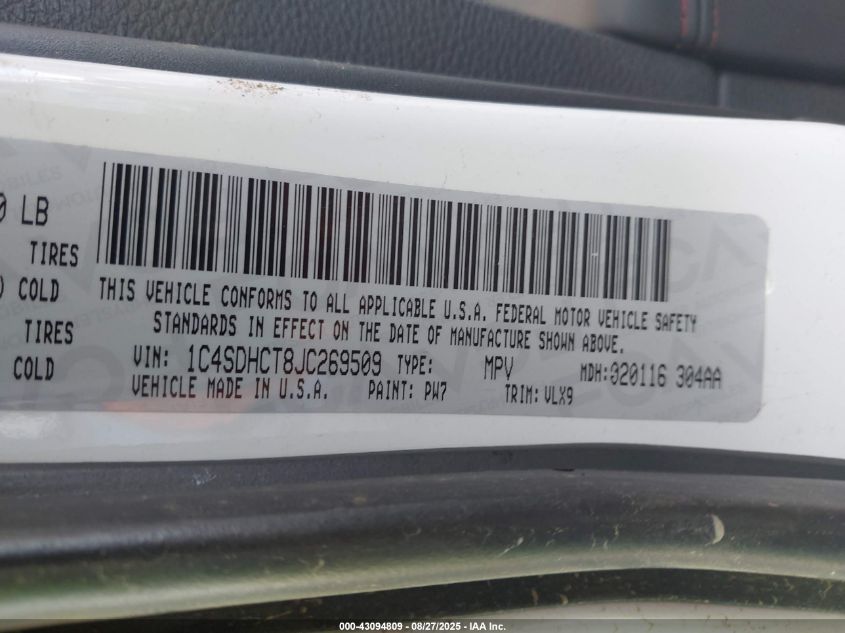 0 LB
TIRES
COLD
TIRES
COLD
THIS VEHICLE CONFORMS TO ALL APPLICABLE U.S.A. FEDERAL MOTOR VEHICLE SAFETY
STANDARDS IN EFFECT ON THE DATE OF MANUFACTURE SHOWN ABOVE.
VIN: 1C4SDHCT8JC269509 TYPE: MPV MDH:020116 304AA
VEHICLE MADE IN U.S.A. PAINT: PW7 TRIM: VLX9
000-43094809 - 08/27/2025 - IAA Inc.